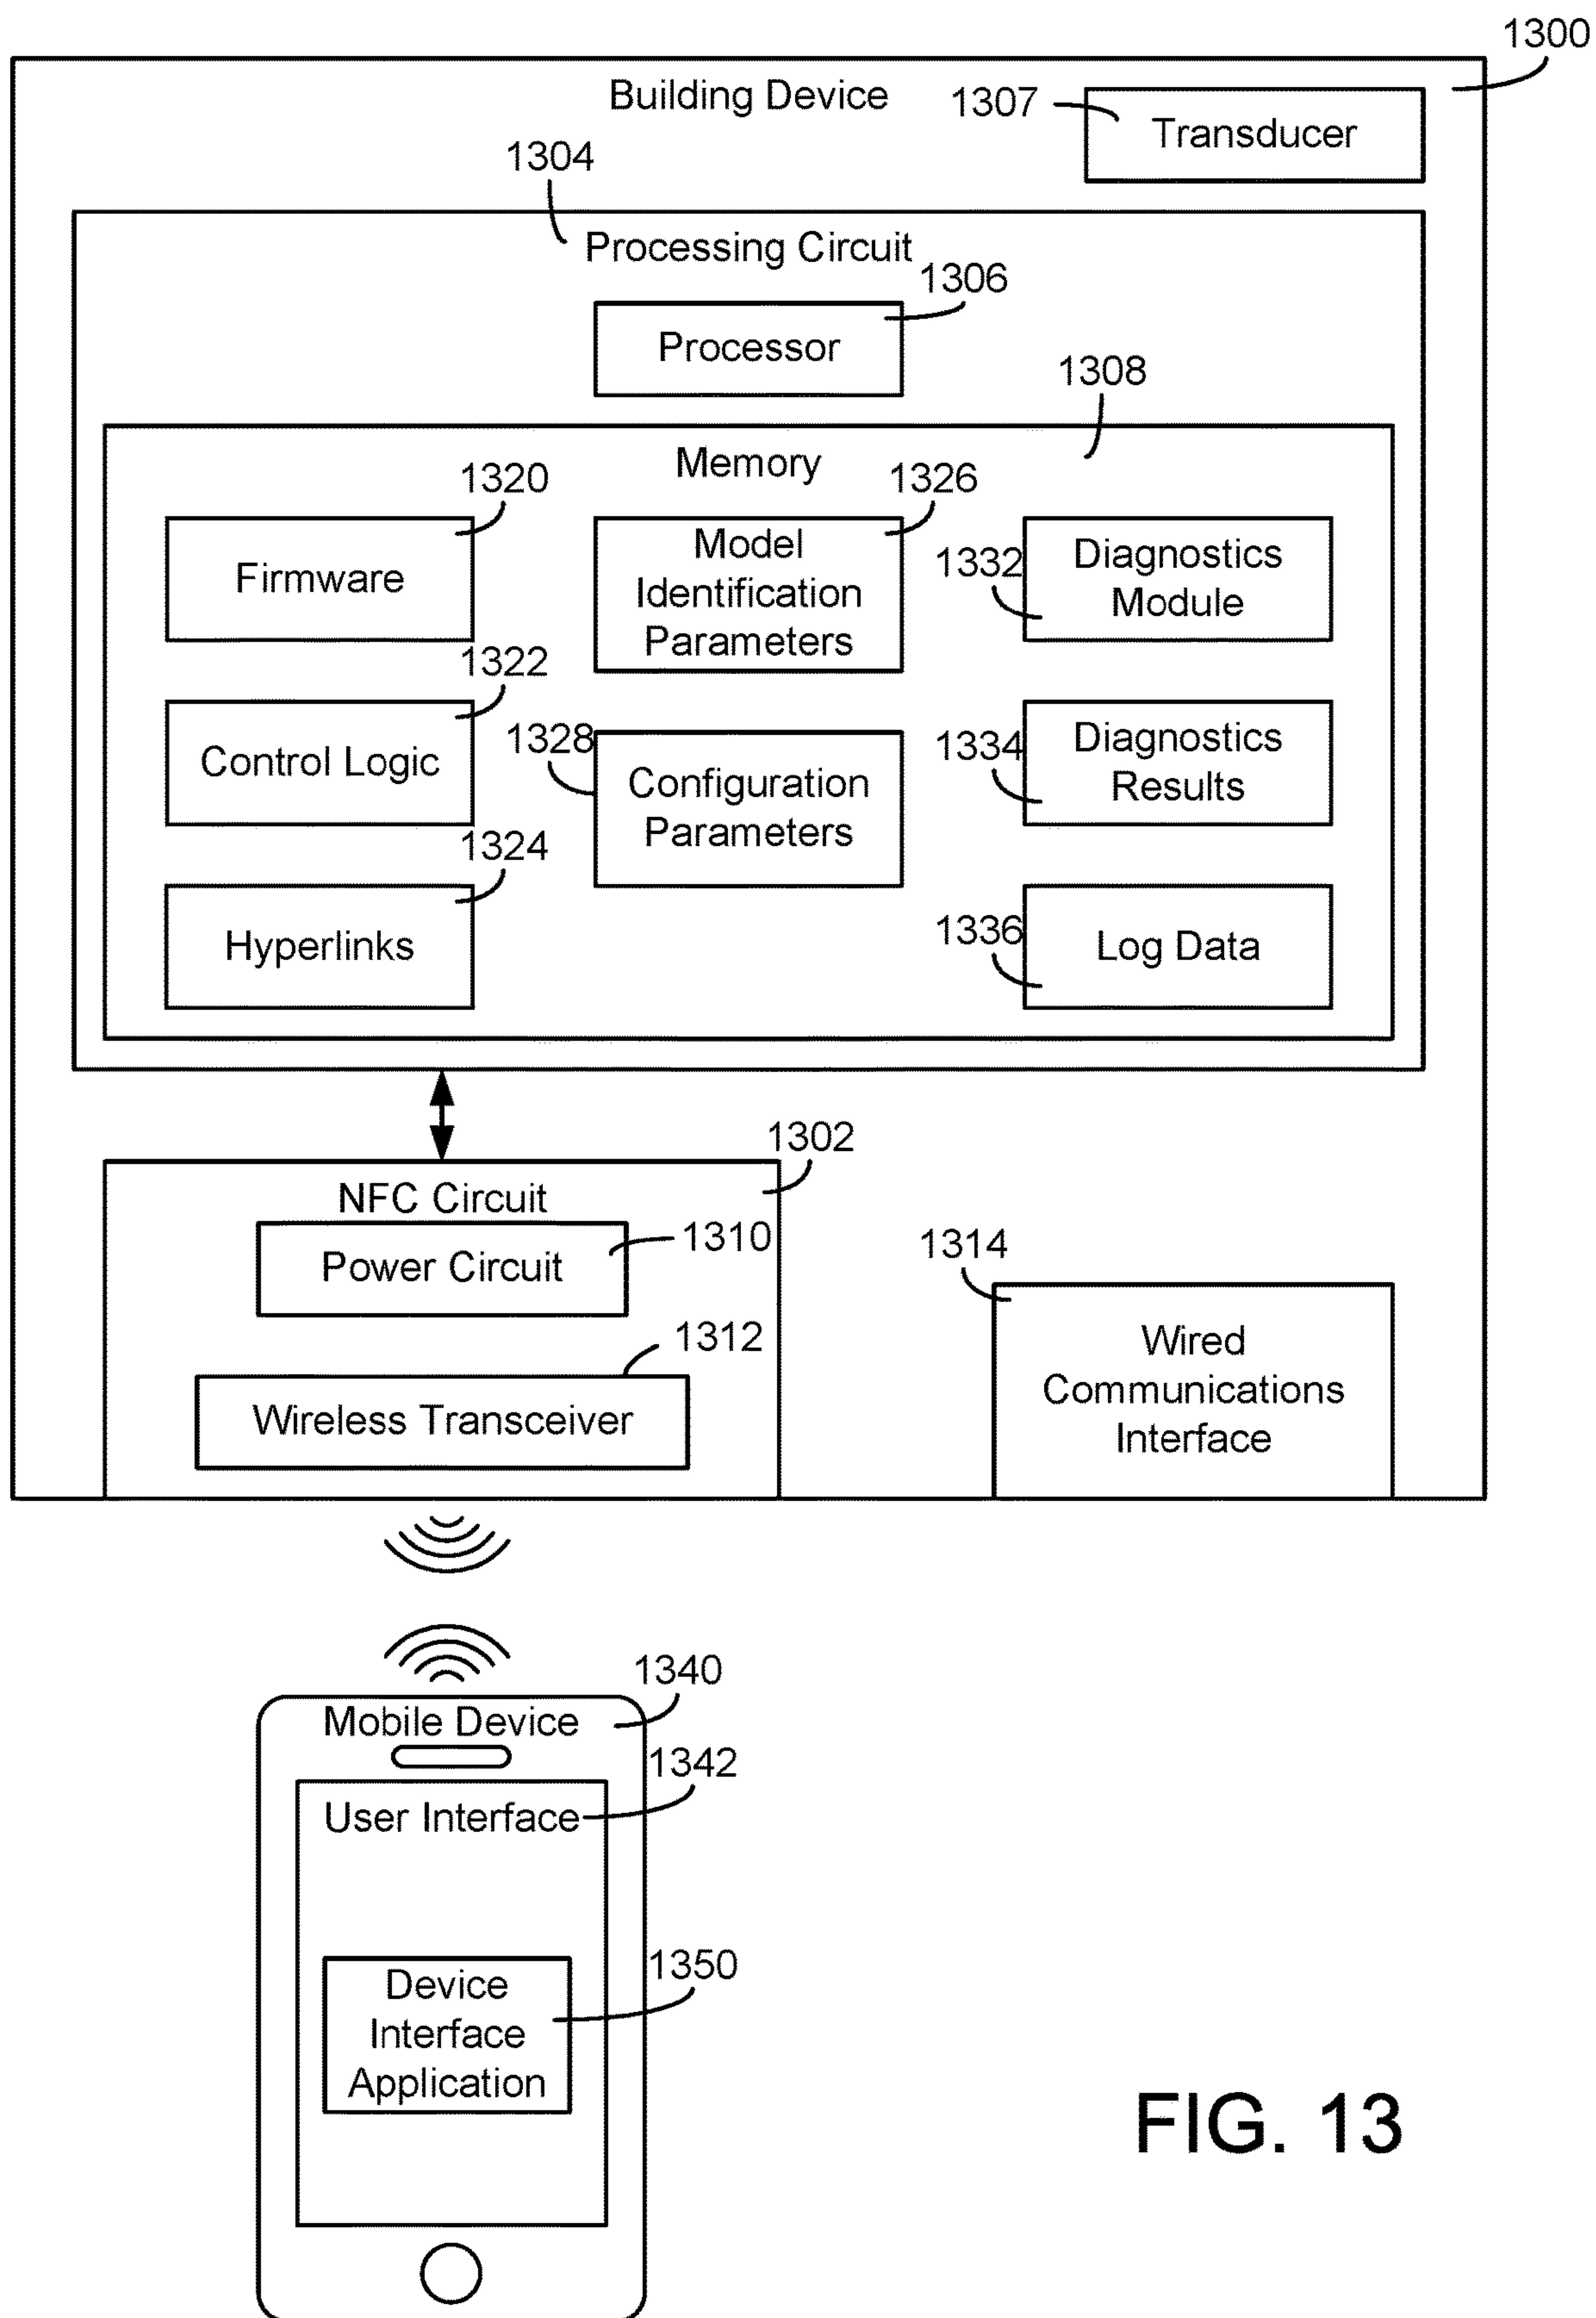 1300
Building Device
1307
Transducer
1304
Processing Circuit
1306
Processor
1308
Memory
1320
Firmware
1326
Model
Identification
Parameters
1332
Diagnostics
Module
1322
Control Logic
1328
Configuration
Parameters
1334
Diagnostics
Results
1324
Hyperlinks
1336
Log Data
1302
NFC Circuit
1310
Power Circuit
1312
Wireless Transceiver
1314
Wired
Communications
Interface
1340
Mobile Device
1342
User Interface
1350
Device
Interface
Application
FIG. 13